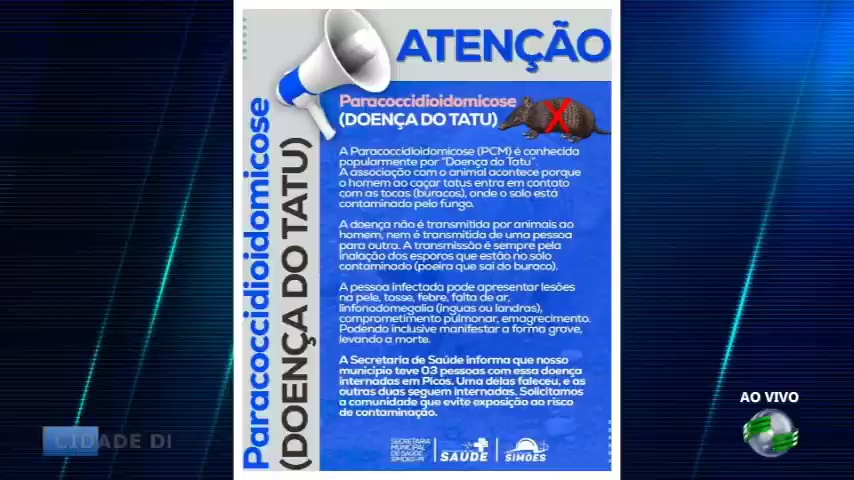 ATENÇÃO
Paracoccidioidomicose
(DOENÇA DO TATU)
Paracoccidioidomicose
(DOENÇA DO TATU)
A Paracoccidioidomicose (PCM) é conhecida
popularmente por "Doença do Tatu".
A associação com o animal acontece porque
o homem ao caçar tatus entra em contato
com as tocas (buracos), onde o solo está
contaminado pelo fungo.
A doença não é transmitida por animais ao
homem, nem é transmitida de uma pessoa
para outra. A transmissão é sempre pela
inalação dos esporos que estão no solo
contaminado (poeira que sai do buraco).
A pessoa infectada pode apresentar lesões
na pele, tosse, febre, falta de ar,
linfonodomegalia (ínguas ou landras),
comprometimento pulmonar, emagrecimento.
Podendo inclusive manifestar a forma grave,
levando a morte.
A Secretaria de Saúde informa que nosso
município teve 03 pessoas com essa doença
internadas em Picos. Uma delas faleceu, e as
outras duas seguem internadas. Solicitamos
a comunidade que evite exposição ao risco
de contaminação.
SECRETARIA
MUNICIPAL
DE SAÚDE
SIMÕES-PI
SAÚDE
SIMÕES
AO VIVO
CIDADE DI